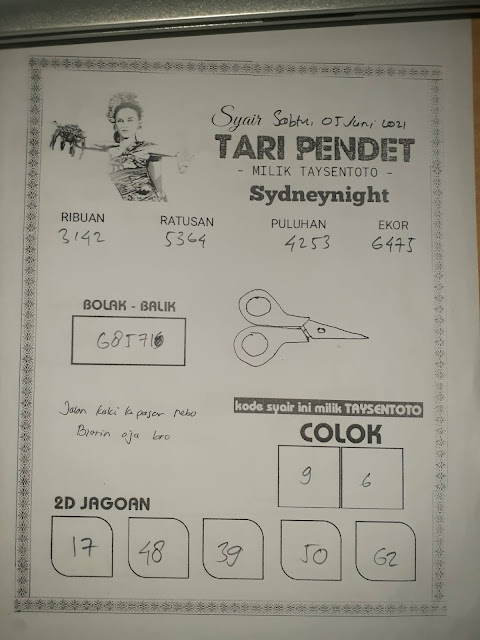 Syair Sabtu, 05 Juni 2021
TARI PENDET
- MILIK TAYSENTOTO -
Sydneynight
RIBUAN RATUSAN PULUHAN EKOR
3142 5364 4253 6475
BOLAK - BALIK
68571
Jalan kaki ke pasar rebo
Biarin aja bro
kode syair ini milik TAYSENTOTO
COLOK
9 6
2D JAGOAN
17 48 39 50 62